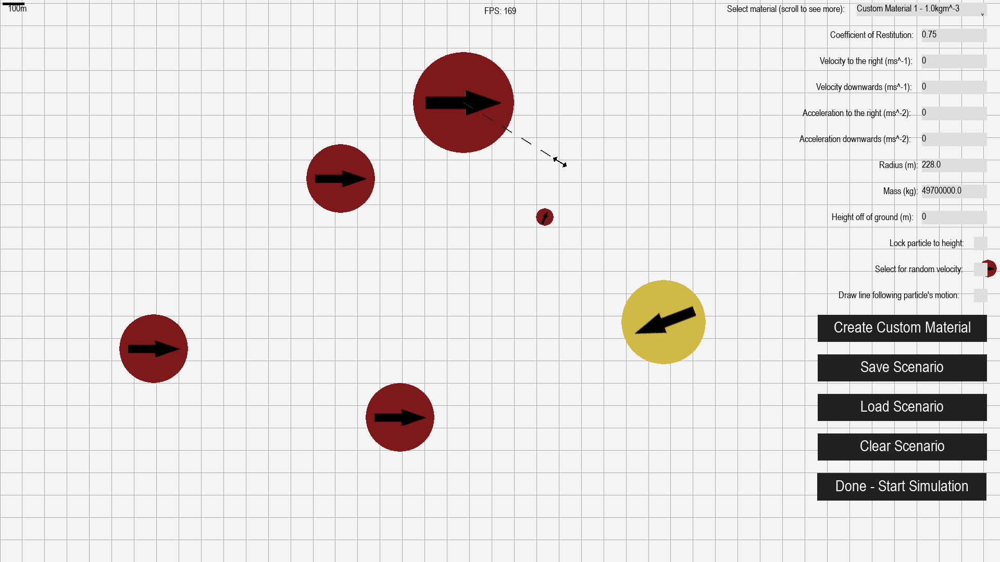 100m
FPS: 169
Select material (scroll to see more): Custom Material 1 - 1.0kgm^-3 v
Coefficient of Restitution: 0.75
Velocity to the right (ms^-1): 0
Velocity downwards (ms^-1): 0
Acceleration to the right (ms^-2): 0
Acceleration downwards (ms^-2): 0
Radius (m): 228.0
Mass (kg): 49700000.0
Height off of ground (m): 0
Lock particle to height:
Select for random velocity:
Draw line following particle's motion:
Create Custom Material
Save Scenario
Load Scenario
Clear Scenario
Done - Start Simulation